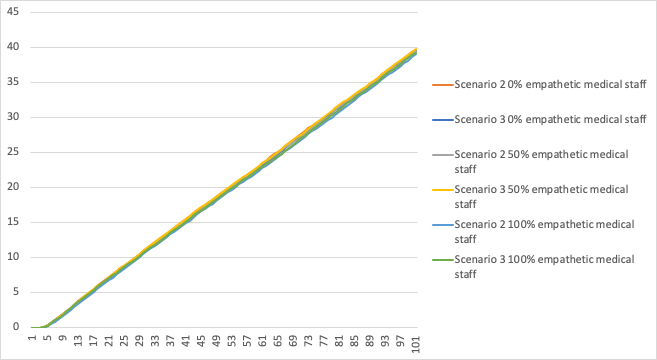 45
40
35
30
25
20
15
10
5
0
1 5 9 13 17 21 25 29 33 37 41 45 49 53 57 61 65 69 73 77 81 85 89 93 97 101
Scenario 2 0% empathetic medical staff
Scenario 3 0% empathetic medical staff
Scenario 2 50% empathetic medical
staff
Scenario 3 50% empathetic medical
staff
Scenario 2 100% empathetic medical
staff
Scenario 3 100% empathetic medical
staff